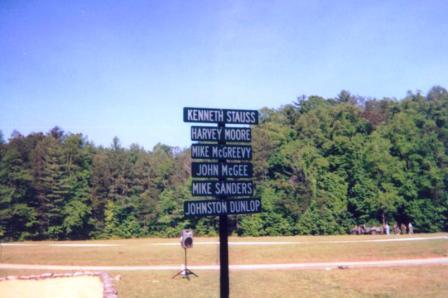 KENNETH STAUSS
HARVEY MOORE
MIKE McGREEVY
JOHN McGEE
MIKE SANDERS
JOHNSTON DUNLOP